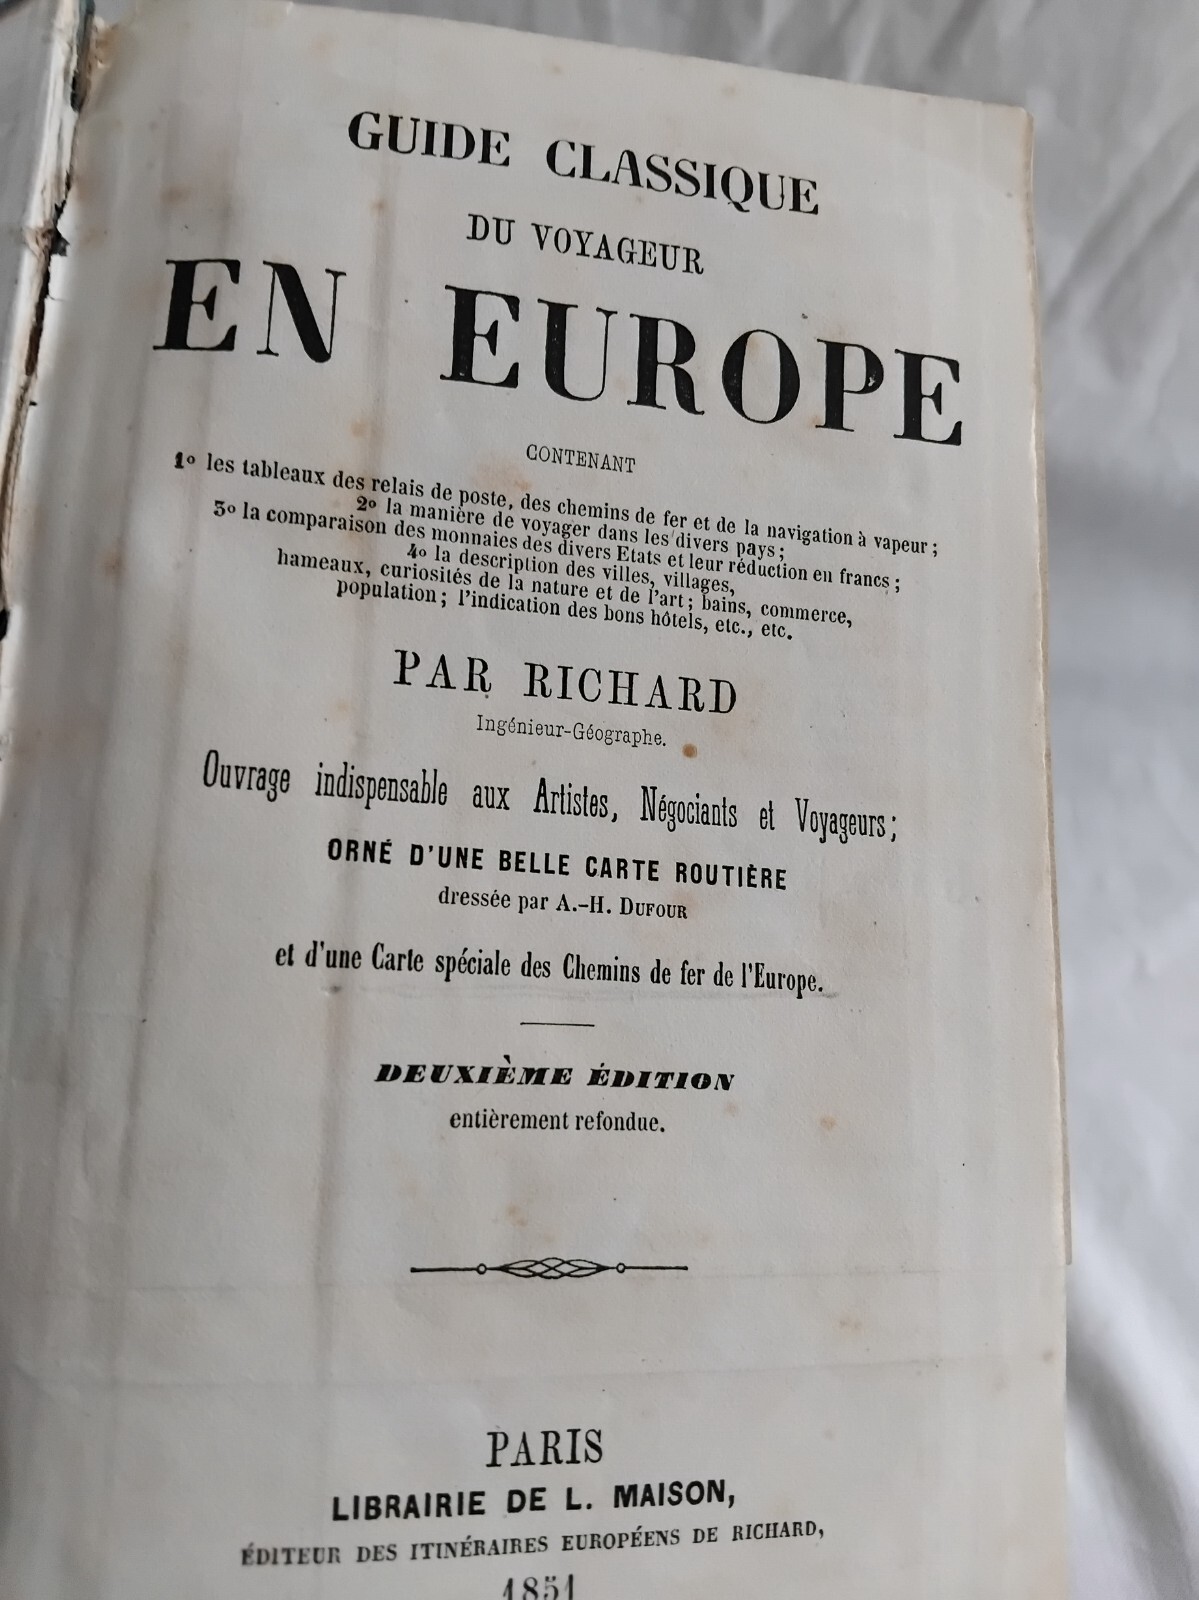 GUIDE CLASSIQUE
DU VOYAGEUR
EN EUROPE
CONTENANT
1o les tableaux des relais de poste, des chemins de fer et de la navigation à vapeur ;
2o la manière de voyager dans les divers pays ;
3o la comparaison des monnaies des divers Etats et leur réduction en francs ;
4o la description des villes, villages,
hameaux, curiosités de la nature et de l'art ; bains, commerce,
population ; l'indication des bons hôtels, etc., etc.
PAR RICHARD
Ingénieur-Géographe.
Ouvrage indispensable aux Artistes, Négociants et Voyageurs ;
ORNÉ D'UNE BELLE CARTE ROUTIÈRE
dressée par A.-H. DUFOUR
et d'une Carte spéciale des Chemins de fer de l'Europe.
DEUXIÈME ÉDITION
entièrement refondue.
PARIS
LIBRAIRIE DE L. MAISON,
ÉDITEUR DES ITINÉRAIRES EUROPÉENS DE RICHARD,
1851